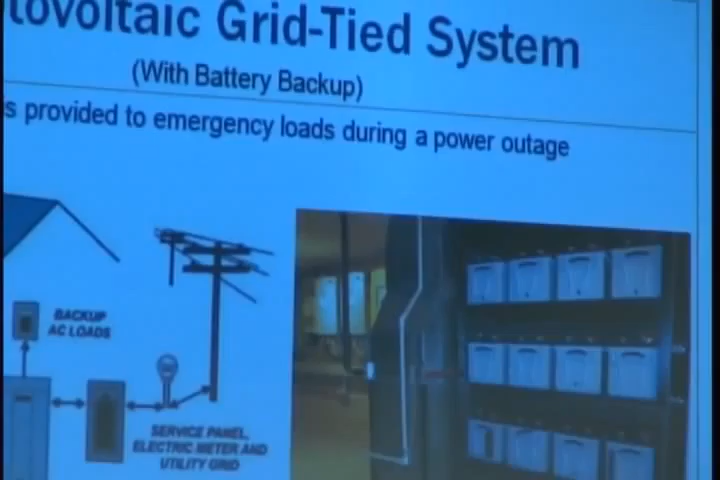 tovoltaic Grid-Tied System
(With Battery Backup)
s provided to emergency loads during a power outage
BACKUP
AC LOADS
SERVICE PANEL,
ELECTRIC METER AND
UTILITY GRID